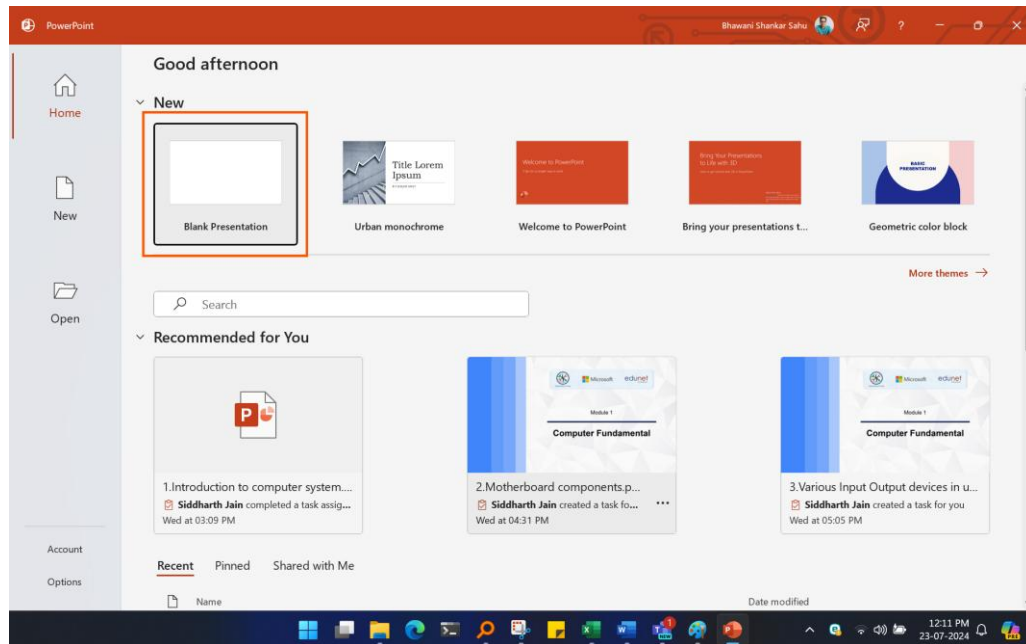 PowerPoint
Bhawani Shankar Sahu
?
Home
New
Open
Account
Options
Good afternoon
New
Title Lorem
Ipsum
Welcome to PowerPoint
Bring Your Presentations
to Life with 3D
BASIC
PRESENTATION
Blank Presentation
Urban monochrome
Welcome to PowerPoint
Bring your presentations t...
Geometric color block
More themes
Search
Recommended for You
P
Microsoft edunet
Module 1
Computer Fundamental
Microsoft edunet
Module 1
Computer Fundamental
1.Introduction to computer system....
Siddharth Jain completed a task assig...
Wed at 03:09 PM
2.Motherboard components.p...
Siddharth Jain created a task fo...
Wed at 04:31 PM
3.Various Input Output devices in u...
Siddharth Jain created a task for you
Wed at 05:05 PM
Recent Pinned Shared with Me
Name Date modified
12:11 PM
23-07-2024